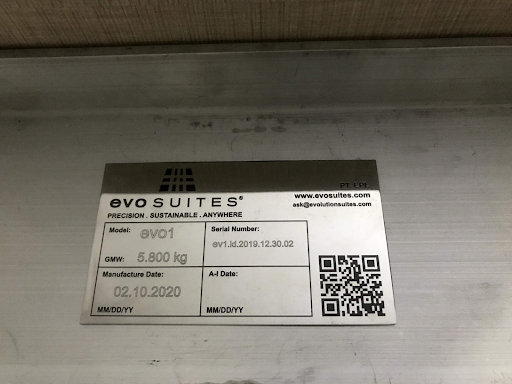 evo SUITES®
PRECISION . SUSTAINABLE . ANYWHERE
www.evosuites.com
ask@evolutionsuites.com
Model: evo1
GMW: 5.800 kg
Serial Number:
ev1.id.2019.12.30.02
Manufacture Date:
02.10.2020
MM/DD/YY
A-I Date:
MM/DD/YY